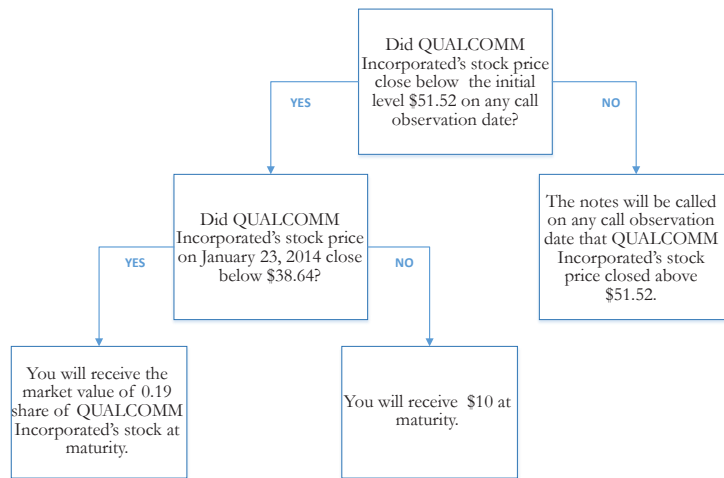 Did QUALCOMM
Incorporated's stock price
close below the initial
level $51.52 on any call
observation date?
YES
NO
Did QUALCOMM
Incorporated's stock price
on January 23, 2014 close
below $38.64?
The notes will be called
on any call observation
date that QUALCOMM
Incorporated's stock
price closed above
$51.52.
YES
NO
You will receive the
market value of 0.19
share of QUALCOMM
Incorporated's stock at
maturity.
You will receive $10 at
maturity.